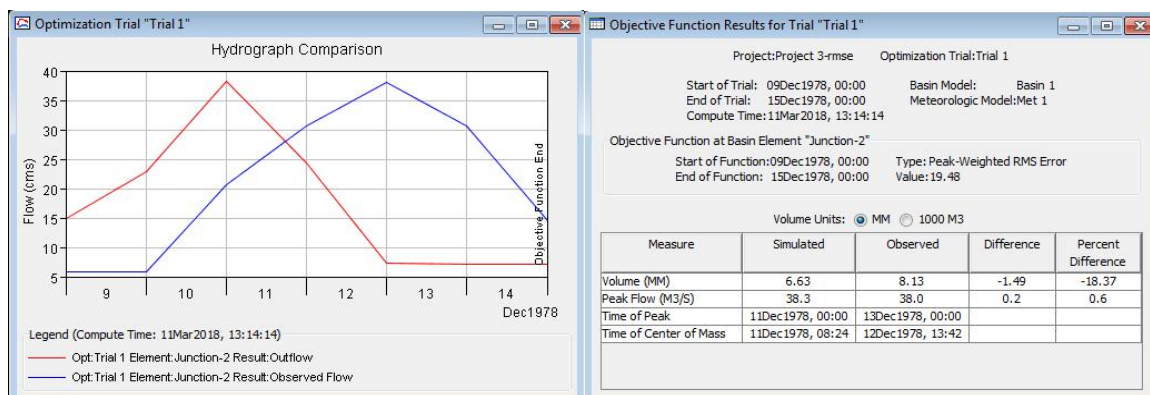 Optimization Trial "Trial 1"
Hydrograph Comparison
40
35
30
25
20
15
10
5
Flow (cms)
9 10 11 12 13 14
Dec1978
Objective Function End
Legend (Compute Time: 11Mar2018, 13:14:14)
Opt:Trial 1 Element:Junction-2 Result:Outflow
Opt:Trial 1 Element:Junction-2 Result:Observed Flow
Objective Function Results for Trial "Trial 1"
Project:Project 3-rmse Optimization Trial:Trial 1
Start of Trial: 09Dec1978, 00:00 Basin Model: Basin 1
End of Trial: 15Dec1978, 00:00 Meteorologic Model:Met 1
Compute Time:11Mar2018, 13:14:14
Objective Function at Basin Element "Junction-2"
Start of Function:09Dec1978, 00:00 Type: Peak-Weighted RMS Error
End of Function: 15Dec1978, 00:00 Value:19.48
Volume Units: MM 1000 M3
Measure Simulated Observed Difference Percent
Difference
Volume (MM) 6.63 8.13 -1.49 -18.37
Peak Flow (M3/S) 38.3 38.0 0.2 0.6
Time of Peak 11Dec1978, 00:00 13Dec1978, 00:00
Time of Center of Mass 11Dec1978, 08:24 12Dec1978, 13:42